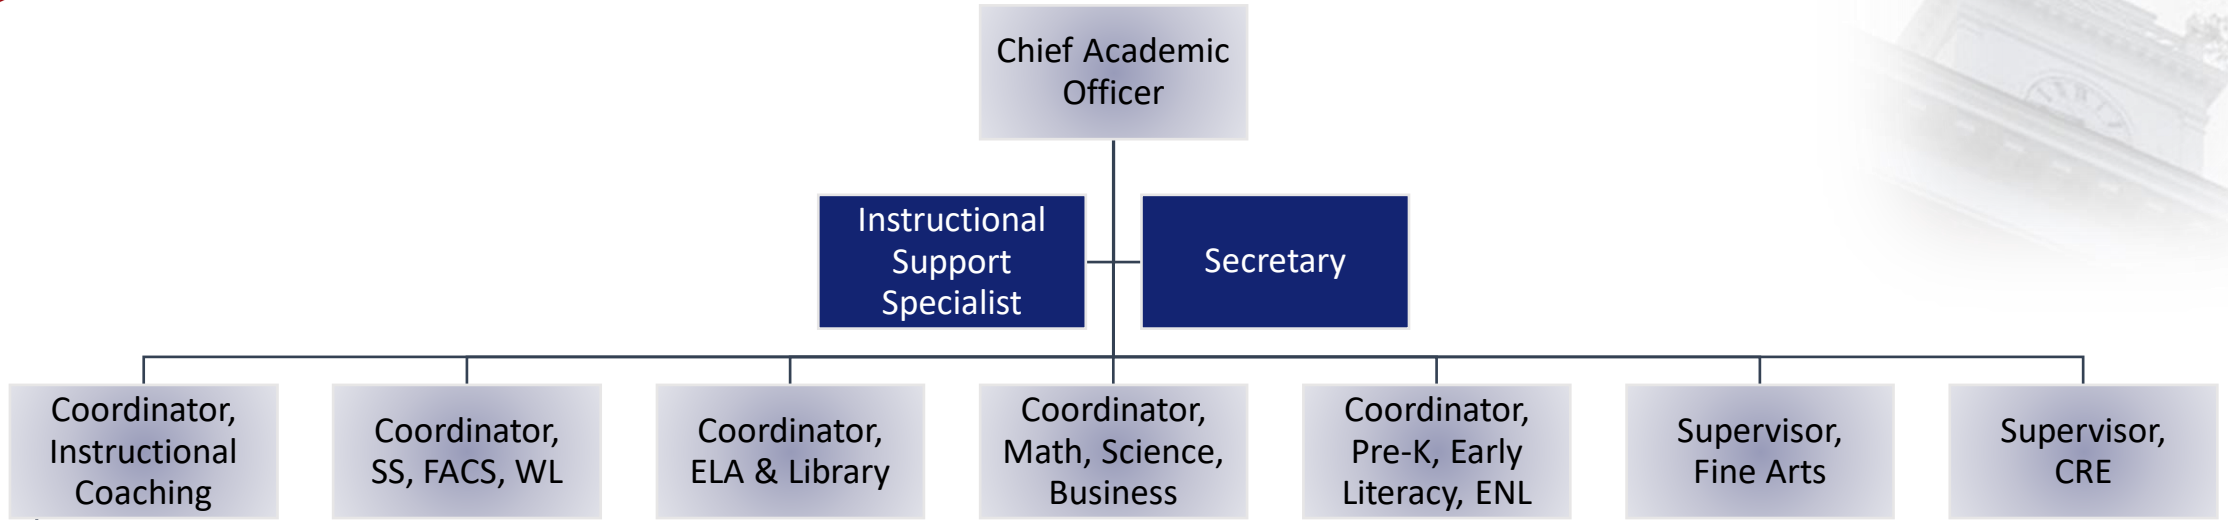 Chief Academic
Officer
Instructional
Support
Specialist
Secretary
Coordinator,
Instructional
Coaching
Coordinator,
SS, FACS, WL
Coordinator,
ELA & Library
Coordinator,
Math, Science,
Business
Coordinator,
Pre-K, Early
Literacy, ENL
Supervisor,
Fine Arts
Supervisor,
CRE